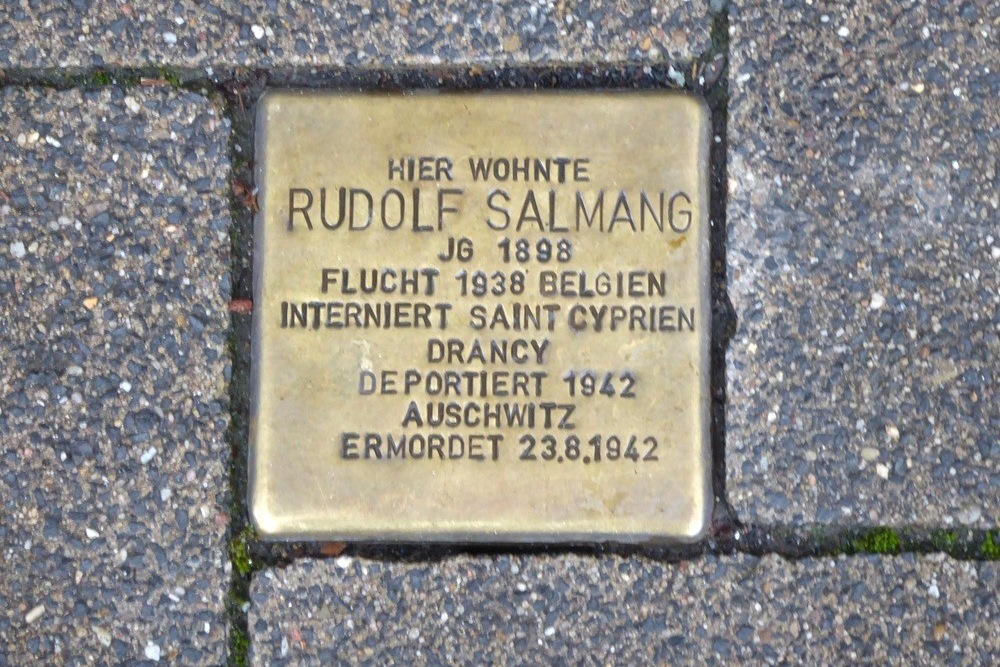 HIER WOHNTE
RUDOLF SALMANG
JG 1898
FLUCHT 1938 BELGIEN
INTERNIERT SAINT CYPRIEN
DRANCY
DEPORTIERT 1942
AUSCHWITZ
ERMORDET 23.8.1942